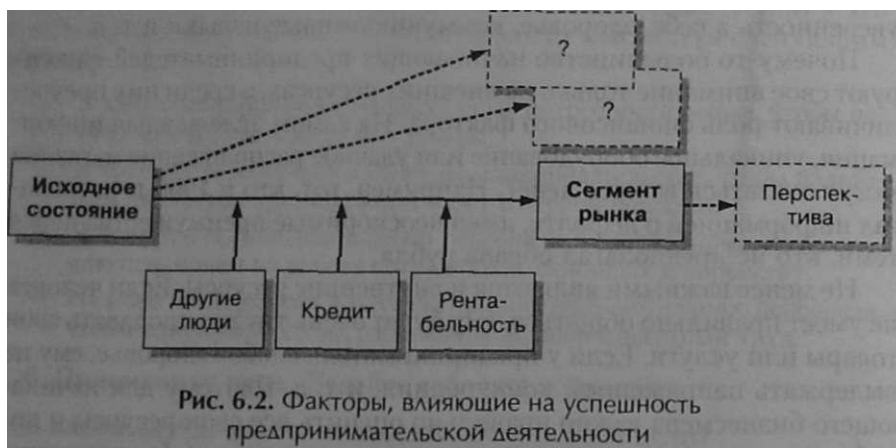 ?
?
Исходное
состояние
Сегмент
рынка
Перспек-
тива
Другие
люди
Кредит
Рента-
бельность
Рис. 6.2. Факторы, влияющие на успешность
предпринимательской деятельности